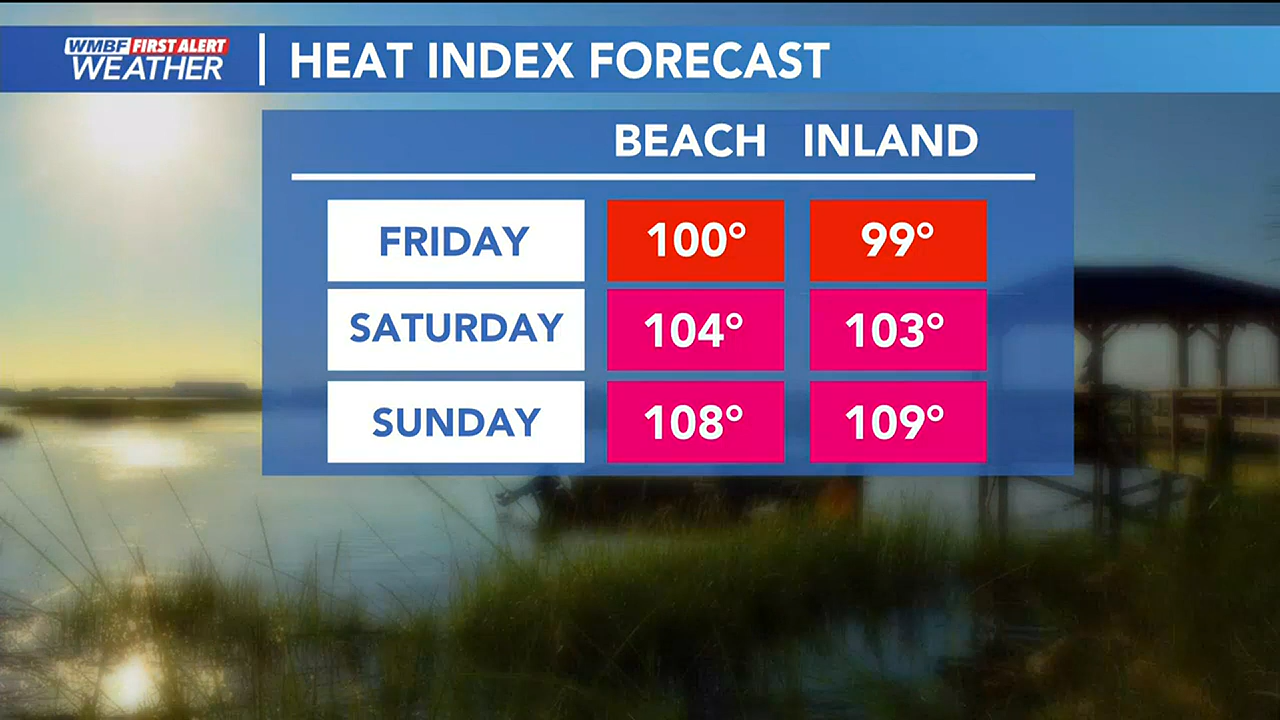 WMBF FIRST ALERT
WEATHER
HEAT INDEX FORECAST
BEACH INLAND
FRIDAY 100° 99°
SATURDAY 104° 103°
SUNDAY 108° 109°